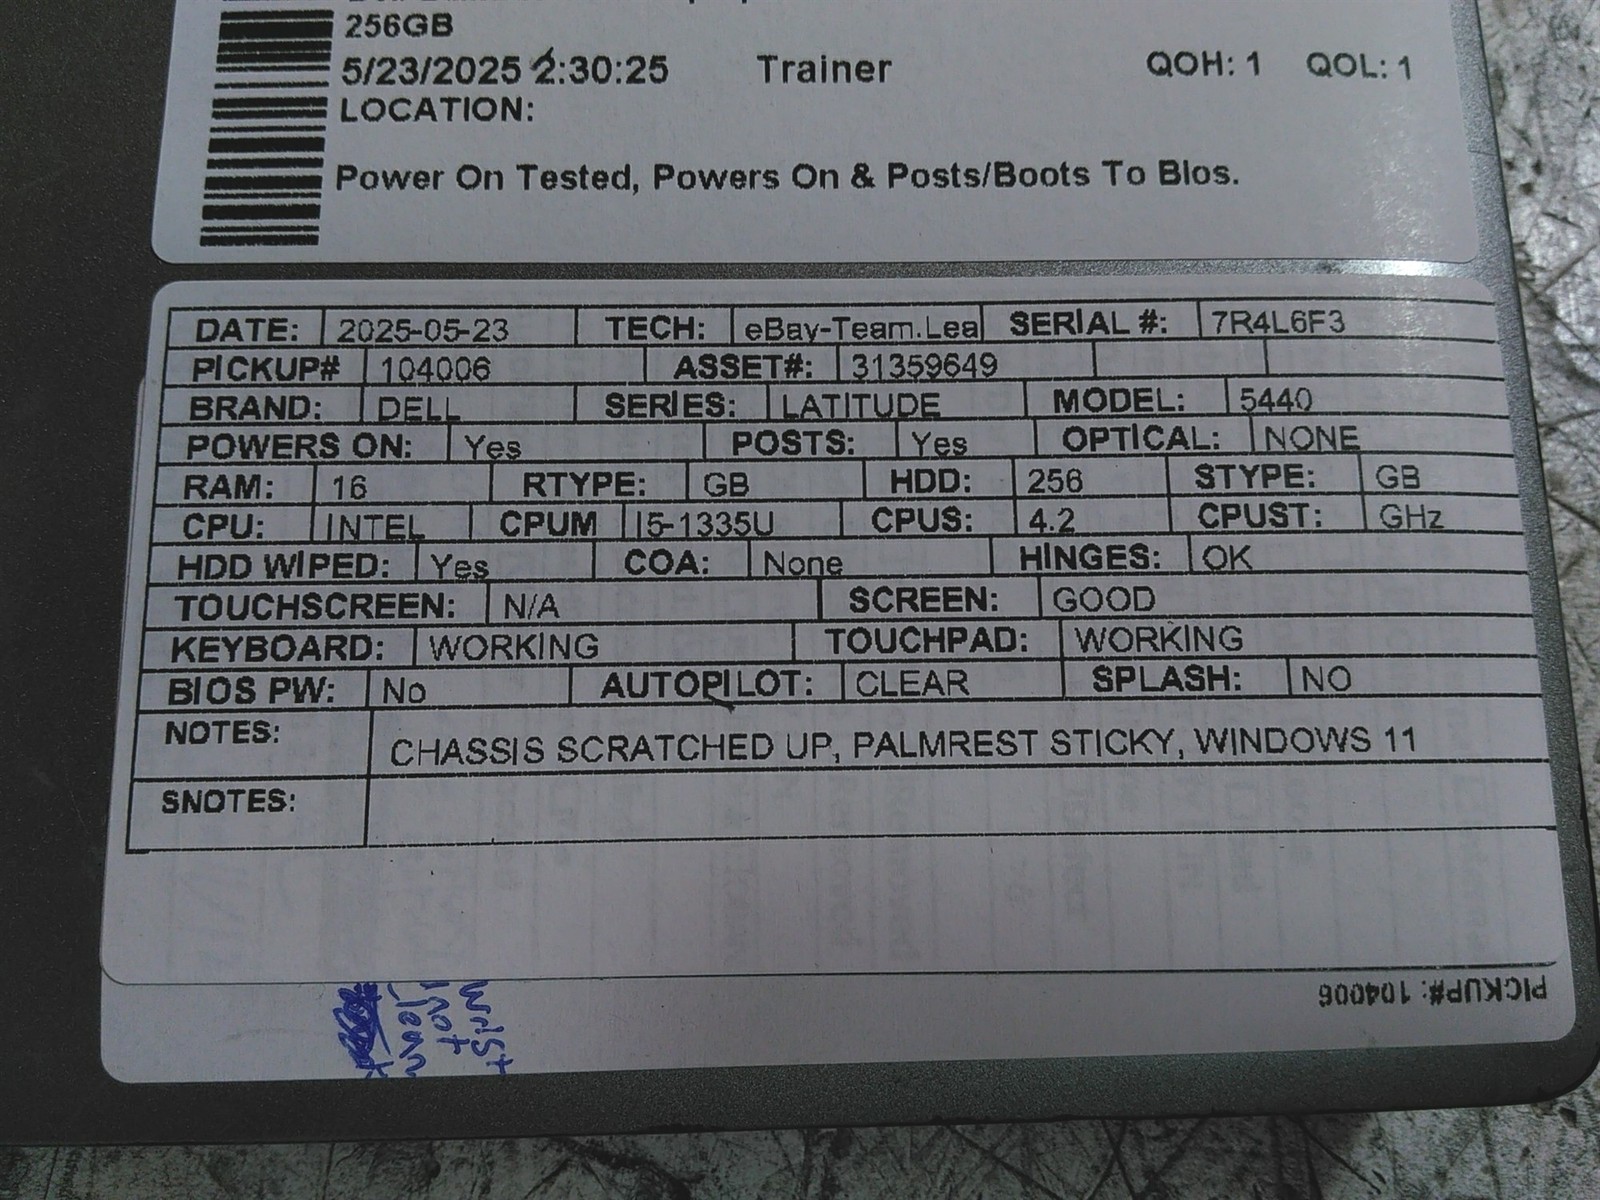 256GB
5/23/2025 2:30:25 Trainer QOH: 1 QOL: 1
LOCATION:
Power On Tested, Powers On & Posts/Boots To BIos.
DATE: 2025-05-23 TECH: eBay-Team.Lea SERIAL #: 7R4L6F3
PICKUP# 104006 ASSET#: 31359649
BRAND: DELL SERIES: LATITUDE MODEL: 5440
POWERS ON: Yes POSTS: Yes OPTICAL: NONE
RAM: 16 RTYPE: GB HDD: 256 STYPE: GB
CPU: INTEL CPUM I5-1335U CPUS: 4.2 CPUST: GHz
HDD WIPED: Yes COA: None HINGES: OK
TOUCHSCREEN: N/A SCREEN: GOOD
KEYBOARD: WORKING TOUCHPAD: WORKING
BIOS PW: No AUTOPILOT: CLEAR SPLASH: NO
NOTES: CHASSIS SCRATCHED UP, PALMREST STICKY, WINDOWS 11
SNOTES:
PICKUP#: 104006